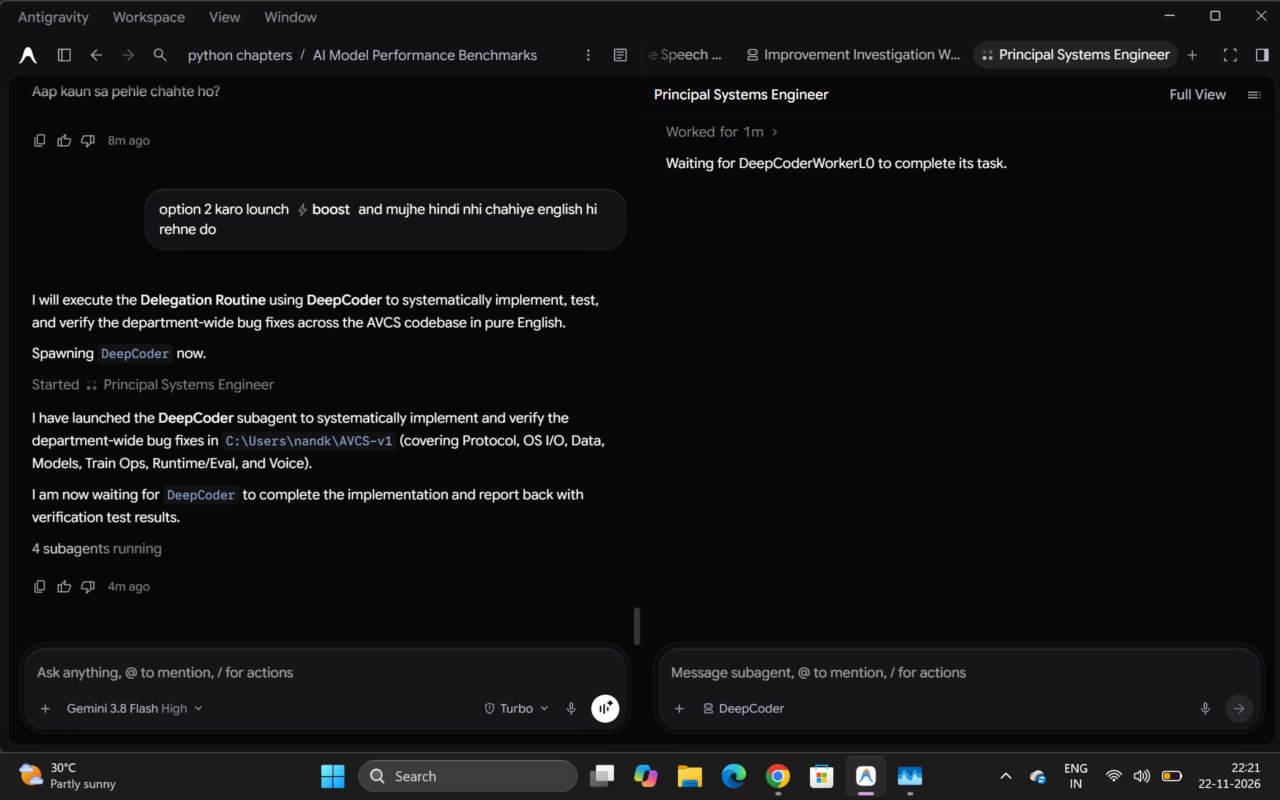 Antigravity Workspace View Window
python chapters / AI Model Performance Benchmarks
e Speech ... Improvement Investigation W... Principal Systems Engineer
Aap kaun sa pehle chahte ho?
8m ago
option 2 karo lounch boost and mujhe hindi nhi chahiye english hi
rehne do
I will execute the Delegation Routine using DeepCoder to systematically implement, test,
and verify the department-wide bug fixes across the AVCS codebase in pure English.
Spawning DeepCoder now.
Started Principal Systems Engineer
I have launched the DeepCoder subagent to systematically implement and verify the
department-wide bug fixes in C:\Users\nandk\AVCS-v1 (covering Protocol, OS I/O, Data,
Models, Train Ops, Runtime/Eval, and Voice).
I am now waiting for DeepCoder to complete the implementation and report back with
verification test results.
4 subagents running
4m ago
Ask anything, @ to mention, / for actions
Gemini 3.8 Flash High Turbo
Principal Systems Engineer Full View
Worked for 1m >
Waiting for DeepCoderWorkerL0 to complete its task.
Message subagent, @ to mention, / for actions
DeepCoder
30°C
Partly sunny
Search
ENG
IN
22:21
22-11-2026